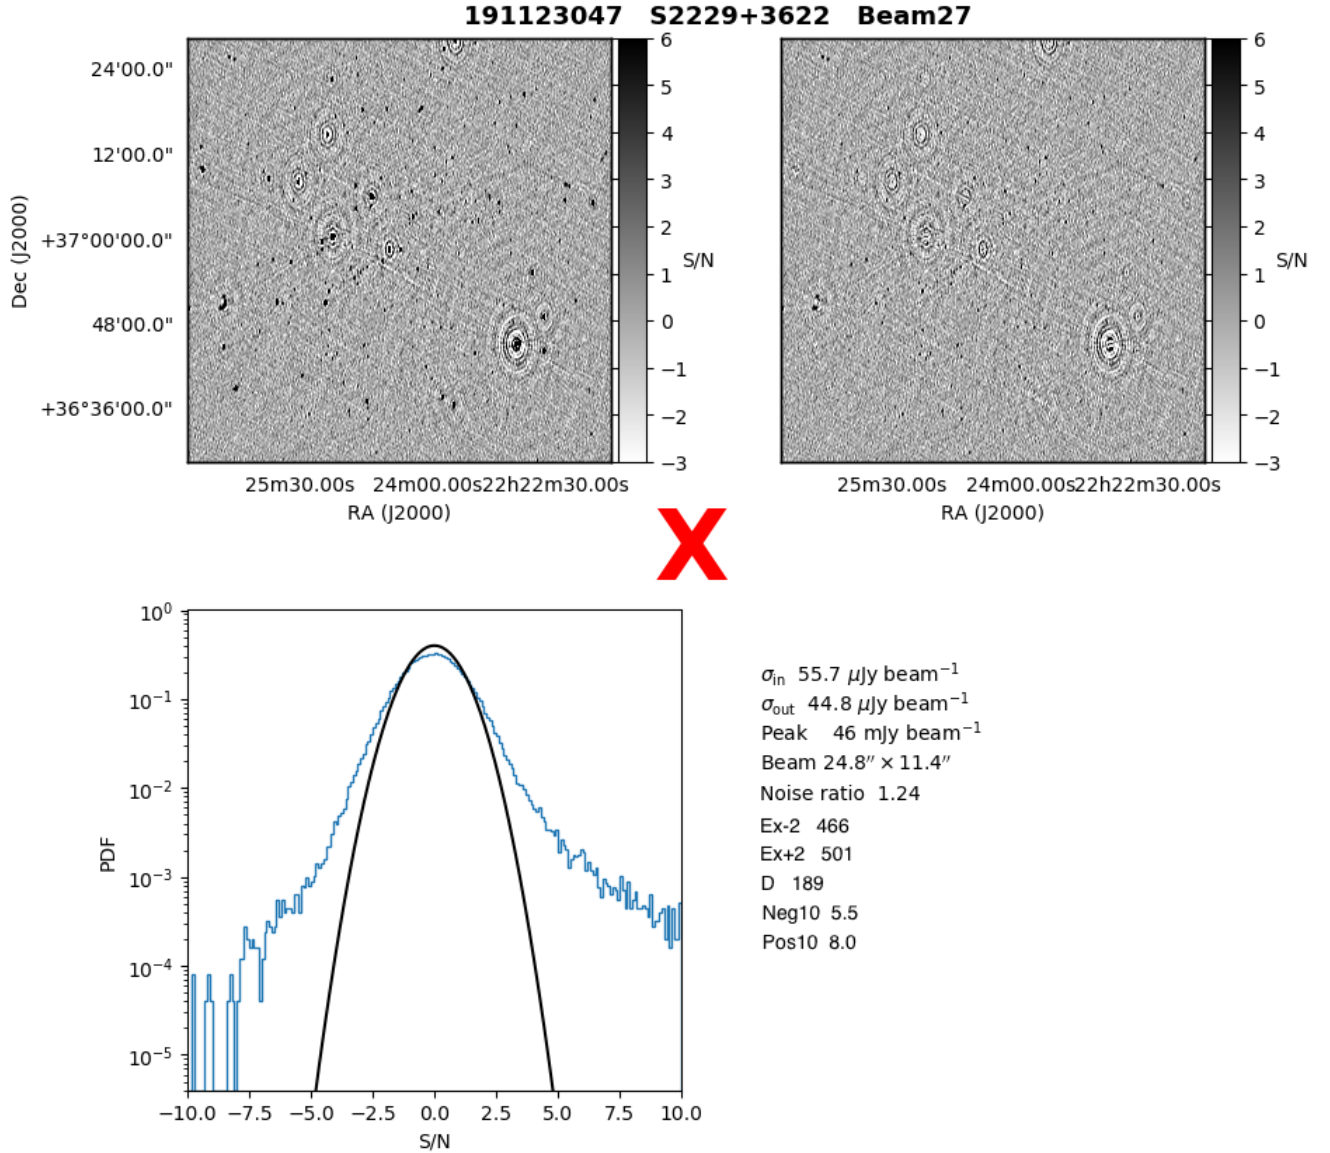 191123047 S2229+3622 Beam27
24'00.0"
12'00.0"
+37°00'00.0"
48'00.0"
+36°36'00.0"
Dec (J2000)
25m30.00s 24m00.00s22h22m30.00s
RA (J2000)
6
5
4
3
2
1
0
−1
−2
−3
S/N
25m30.00s 24m00.00s22h22m30.00s
RA (J2000)
6
5
4
3
2
1
0
−1
−2
−3
S/N
X
10⁰
10⁻¹
10⁻²
10⁻³
10⁻⁴
10⁻⁵
PDF
−10.0 −7.5 −5.0 −2.5 0.0 2.5 5.0 7.5 10.0
S/N
σin 55.7 μJy beam⁻¹
σout 44.8 μJy beam⁻¹
Peak 46 mJy beam⁻¹
Beam 24.8″ × 11.4″
Noise ratio 1.24
Ex-2 466
Ex+2 501
D 189
Neg10 5.5
Pos10 8.0